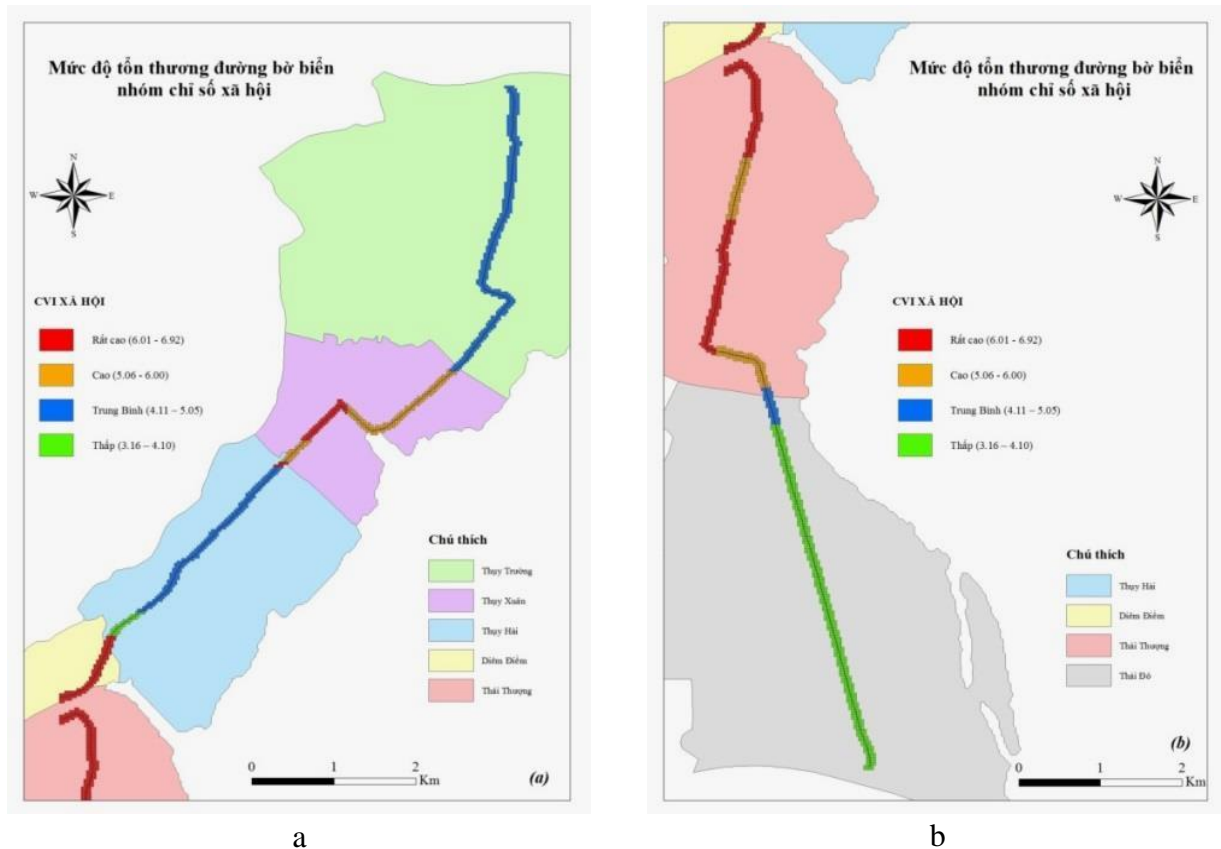 Mức độ tổn thương đường bờ biển
nhóm chỉ số xã hội
N
W
E
S
CVI XÃ HỘI
Rất cao (6.01 - 6.92)
Cao (5.06 - 6.00)
Trung Bình (4.11 – 5.05)
Thấp (3.16 – 4.10)
Chú thích
Thụy Trường
Thụy Xuân
Thụy Hải
Diêm Điềm
Thái Thượng
0 1 2
Km
(a)
a
Mức độ tổn thương đường bờ biển
nhóm chỉ số xã hội
N
W
E
S
CVI XÃ HỘI
Rất cao (6.01 - 6.92)
Cao (5.06 - 6.00)
Trung Bình (4.11 – 5.05)
Thấp (3.16 – 4.10)
Chú thích
Thụy Hải
Diêm Điềm
Thái Thượng
Thái Đô
(b)
0 1 2
Km
b